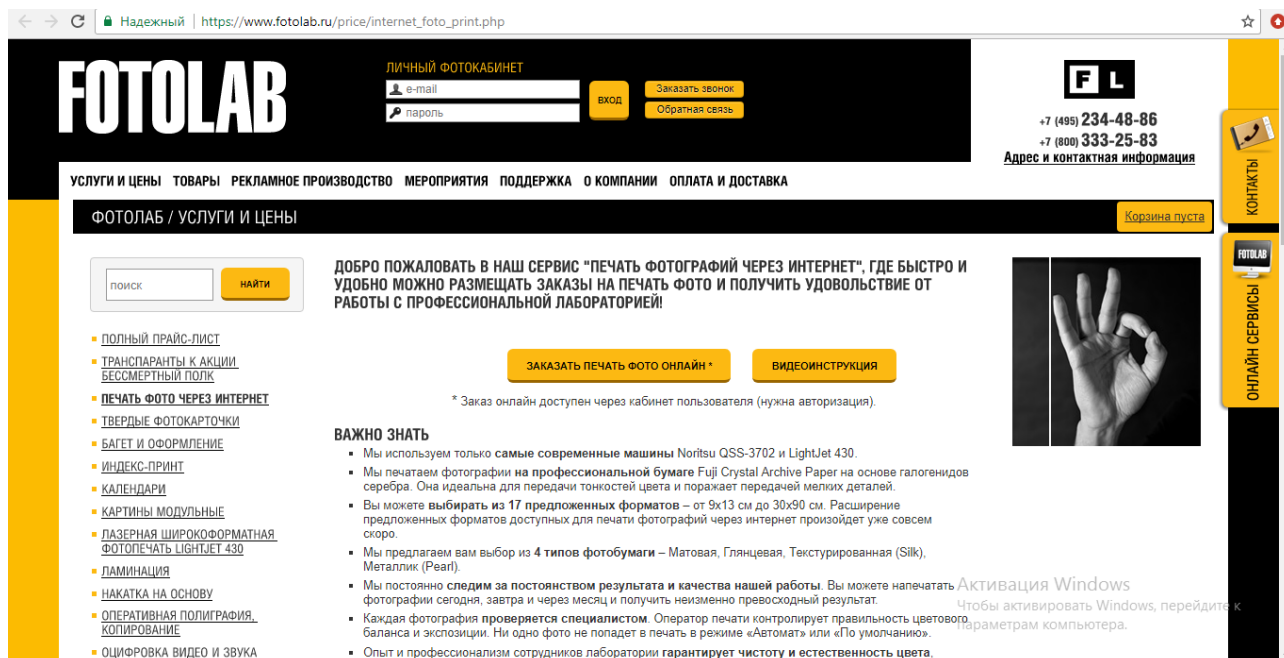 Надежный | https://www.fotolab.ru/price/internet_foto_print.php
FOTOLAB
ЛИЧНЫЙ ФОТОКАБИНЕТ
e-mail
пароль
ВХОД
Заказать звонок
Обратная связь
F L
+7 (495) 234-48-86
+7 (800) 333-25-83
Адрес и контактная информация
КОНТАКТЫ
УСЛУГИ И ЦЕНЫ ТОВАРЫ РЕКЛАМНОЕ ПРОИЗВОДСТВО МЕРОПРИЯТИЯ ПОДДЕРЖКА О КОМПАНИИ ОПЛАТА И ДОСТАВКА
ФОТОЛАБ / УСЛУГИ И ЦЕНЫ
Корзина пуста
FOTOLAB
ОНЛАЙН СЕРВИСЫ
поиск
НАЙТИ
ПОЛНЫЙ ПРАЙС-ЛИСТ
ТРАНСПАРАНТЫ К АКЦИИ
БЕССМЕРТНЫЙ ПОЛК
ПЕЧАТЬ ФОТО ЧЕРЕЗ ИНТЕРНЕТ
ТВЕРДЫЕ ФОТОКАРТОЧКИ
БАГЕТ И ОФОРМЛЕНИЕ
ИНДЕКС-ПРИНТ
КАЛЕНДАРИ
КАРТИНЫ МОДУЛЬНЫЕ
ЛАЗЕРНАЯ ШИРОКОФОРМАТНАЯ
ФОТОПЕЧАТЬ LIGHTJET 430
ЛАМИНАЦИЯ
НАКАТКА НА ОСНОВУ
ОПЕРАТИВНАЯ ПОЛИГРАФИЯ,
КОПИРОВАНИЕ
ОЦИФРОВКА ВИДЕО И ЗВУКА
ДОБРО ПОЖАЛОВАТЬ В НАШ СЕРВИС "ПЕЧАТЬ ФОТОГРАФИЙ ЧЕРЕЗ ИНТЕРНЕТ", ГДЕ БЫСТРО И
УДОБНО МОЖНО РАЗМЕЩАТЬ ЗАКАЗЫ НА ПЕЧАТЬ ФОТО И ПОЛУЧИТЬ УДОВОЛЬСТВИЕ ОТ
РАБОТЫ С ПРОФЕССИОНАЛЬНОЙ ЛАБОРАТОРИЕЙ!
ЗАКАЗАТЬ ПЕЧАТЬ ФОТО ОНЛАЙН *
ВИДЕОИНСТРУКЦИЯ
* Заказ онлайн доступен через кабинет пользователя (нужна авторизация).
ВАЖНО ЗНАТЬ
Мы используем только самые современные машины Noritsu QSS-3702 и LightJet 430.
Мы печатаем фотографии на профессиональной бумаге Fuji Crystal Archive Paper на основе галогенидов
серебра. Она идеальна для передачи тонкостей цвета и поражает передачей мелких деталей.
Вы можете выбирать из 17 предложенных форматов – от 9х13 см до 30х90 см. Расширение
предложенных форматов доступных для печати фотографий через интернет произойдет уже совсем
скоро.
Мы предлагаем вам выбор из 4 типов фотобумаги – Матовая, Глянцевая, Текстурированная (Silk),
Металлик (Pearl).
Мы постоянно следим за постоянством результата и качества нашей работы. Вы можете напечатать
фотографии сегодня, завтра и через месяц и получить неизменно превосходный результат.
Каждая фотография проверяется специалистом. Оператор печати контролирует правильность цветового
баланса и экспозиции. Ни одно фото не попадет в печать в режиме «Автомат» или «По умолчанию».
Опыт и профессионализм сотрудников лаборатории гарантирует чистоту и естественность цвета,
Активация Windows
Чтобы активировать Windows, перейдите к
параметрам компьютера.